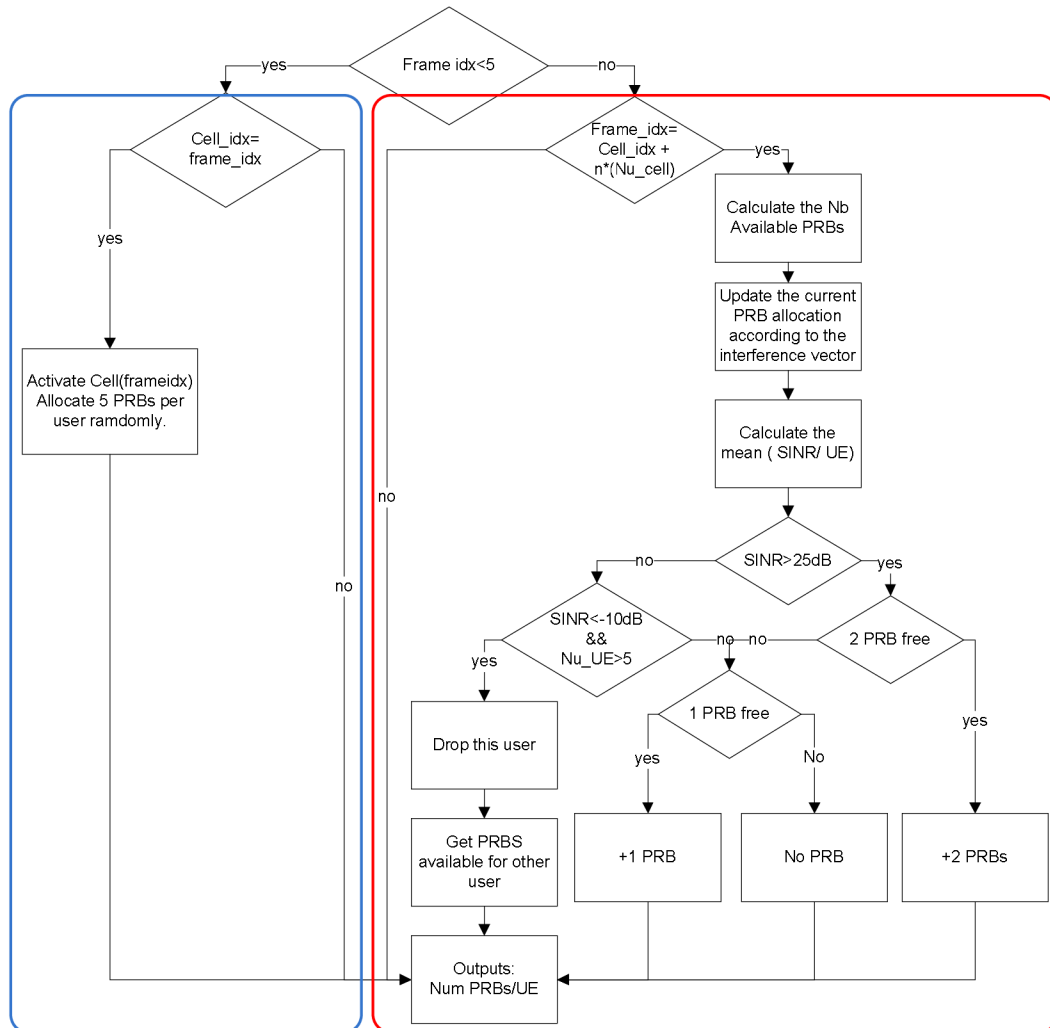 Frame idx<5
yes
no
Cell_idx=
frame_idx
Frame_idx=
Cell_idx +
n*(Nu_cell)
yes
Calculate the Nb
Available PRBs
yes
Update the current
PRB allocation
according to the
interference vector
Activate Cell(frameidx)
Allocate 5 PRBs per
user ramdomly.
Calculate the
mean ( SINR/ UE)
no
no
SINR>25dB
no
yes
SINR<-10dB
&&
Nu_UE>5
no
no
2 PRB free
yes
1 PRB free
yes
Drop this user
yes
No
Get PRBS
available for other
user
+1 PRB
No PRB
+2 PRBs
Outputs:
Num PRBs/UE